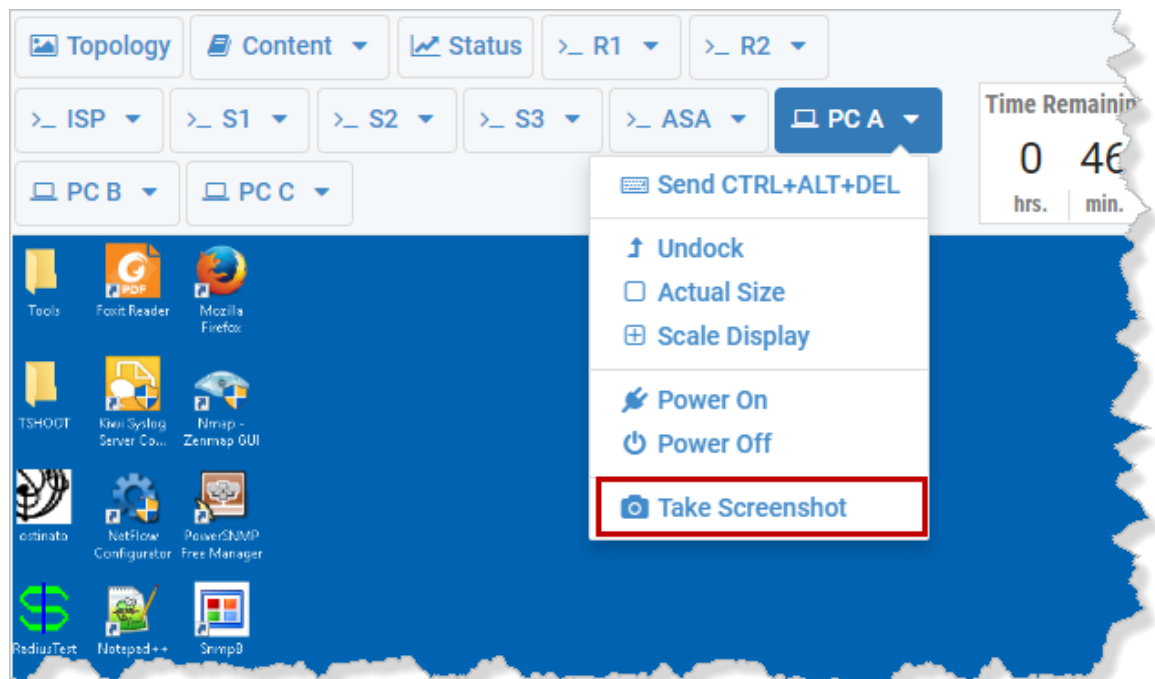 Topology Content Status >_ R1 >_ R2
>_ ISP >_ S1 >_ S2 >_ S3 >_ ASA PC A
PC B PC C
Time Remaining
0 46
hrs. min.
Send CTRL+ALT+DEL
Undock
Actual Size
Scale Display
Power On
Power Off
Take Screenshot
Tools
PDF
Foxit Reader
Mozilla
Firefox
TSHOOT
Kiwi Syslog
Server Co...
Nmap -
Zenmap GUI
ostinato
NetFlow
Configurator
PowerSNMP
Free Manager
RadiusTest
Notepad++
SnmpB